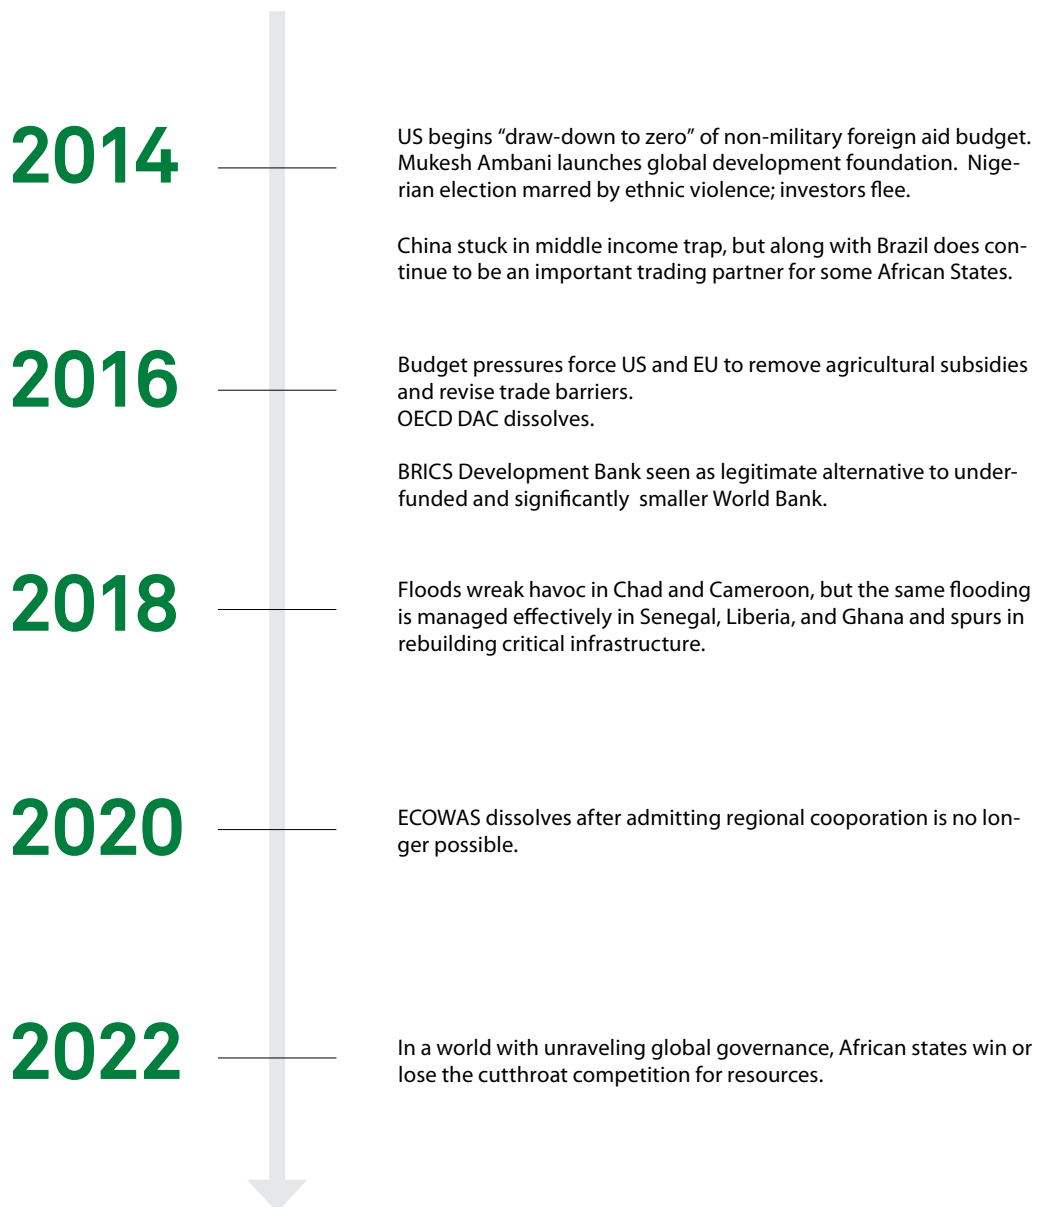 2014
US begins “draw-down to zero” of non-military foreign aid budget.
Mukesh Ambani launches global development foundation.  Nige-
rian election marred by ethnic violence; investors flee.
China stuck in middle income trap, but along with Brazil does con-
tinue to be an important trading partner for some African States.
2016
Budget pressures force US and EU to remove agricultural subsidies
and revise trade barriers.
OECD DAC dissolves.
BRICS Development Bank seen as legitimate alternative to under-
funded and significantly  smaller World Bank.
2018
Floods wreak havoc in Chad and Cameroon, but the same flooding
is managed effectively in Senegal, Liberia, and Ghana and spurs in
rebuilding critical infrastructure.
2020
ECOWAS dissolves after admitting regional cooporation is no lon-
ger possible.
2022
In a world with unraveling global governance, African states win or
lose the cutthroat competition for resources.